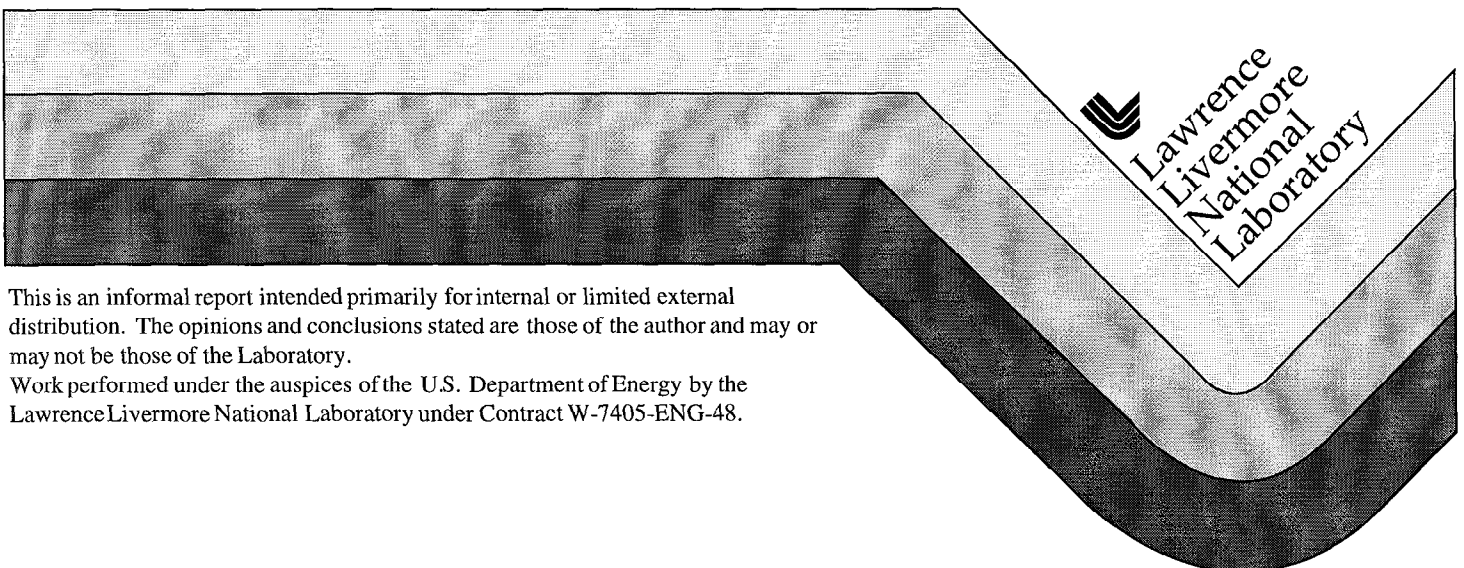 Lawrence
Livermore
National
Laboratory
This is an informal report intended primarily for internal or limited external
distribution. The opinions and conclusions stated are those of the author and may or
may not be those of the Laboratory.
Work performed under the auspices of the U.S. Department of Energy by the
Lawrence Livermore National Laboratory under Contract W-7405-ENG-48.